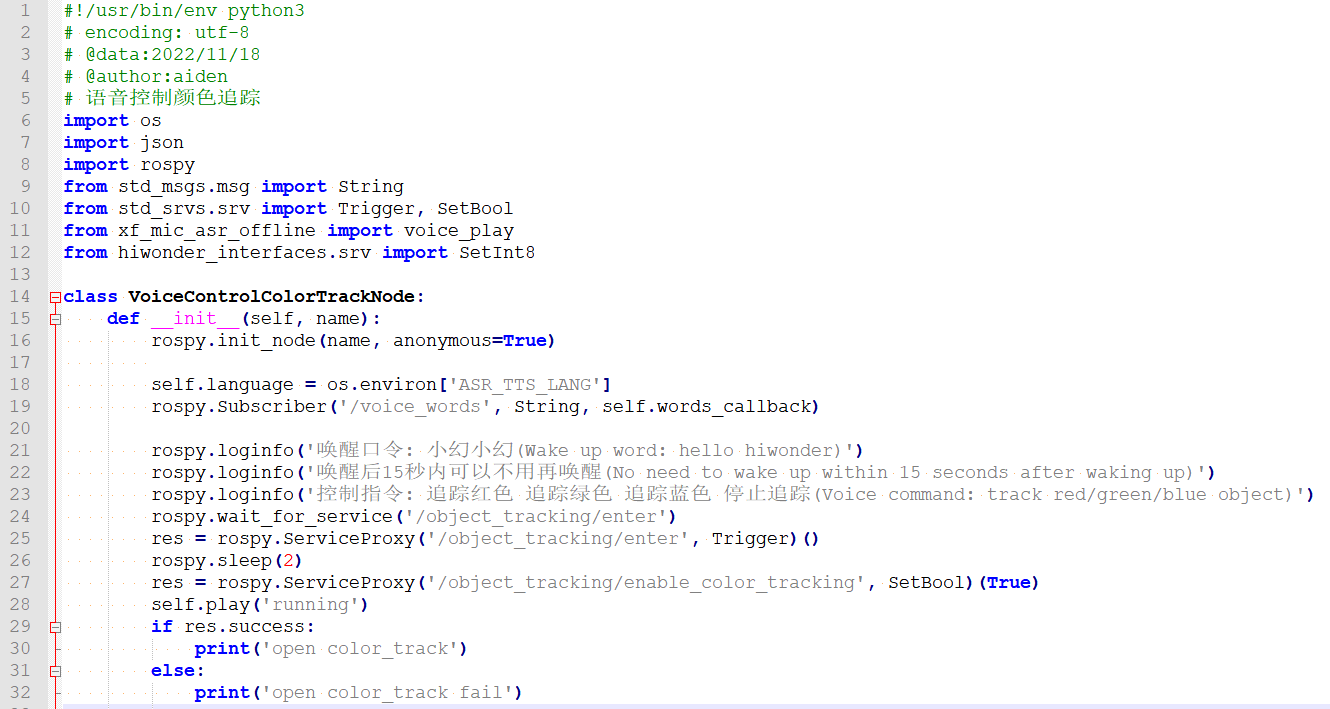 1 #!/usr/bin/env python3
2 # encoding: utf-8
3 # @data:2022/11/18
4 # @author:aiden
5 # 语音控制颜色追踪
6 import os
7 import json
8 import rospy
9 from std_msgs.msg import String
10 from std_srvs.srv import Trigger, SetBool
11 from xf_mic_asr_offline import voice_play
12 from hiwonder_interfaces.srv import SetInt8
13
14 class VoiceControlColorTrackNode:
15     def __init__(self, name):
16         rospy.init_node(name, anonymous=True)
17
18         self.language = os.environ['ASR_TTS_LANG']
19         rospy.Subscriber('/voice_words', String, self.words_callback)
20
21         rospy.loginfo('唤醒口令: 小幻小幻(Wake up word: hello hiwonder)')
22         rospy.loginfo('唤醒后15秒内可以不用再唤醒(No need to wake up within 15 seconds after waking up)')
23         rospy.loginfo('控制指令: 追踪红色 追踪绿色 追踪蓝色 停止追踪(Voice command: track red/green/blue object)')
24         rospy.wait_for_service('/object_tracking/enter')
25         res = rospy.ServiceProxy('/object_tracking/enter', Trigger)()
26         rospy.sleep(2)
27         res = rospy.ServiceProxy('/object_tracking/enable_color_tracking', SetBool)(True)
28         self.play('running')
29         if res.success:
30             print('open color_track')
31         else:
32             print('open color_track fail')